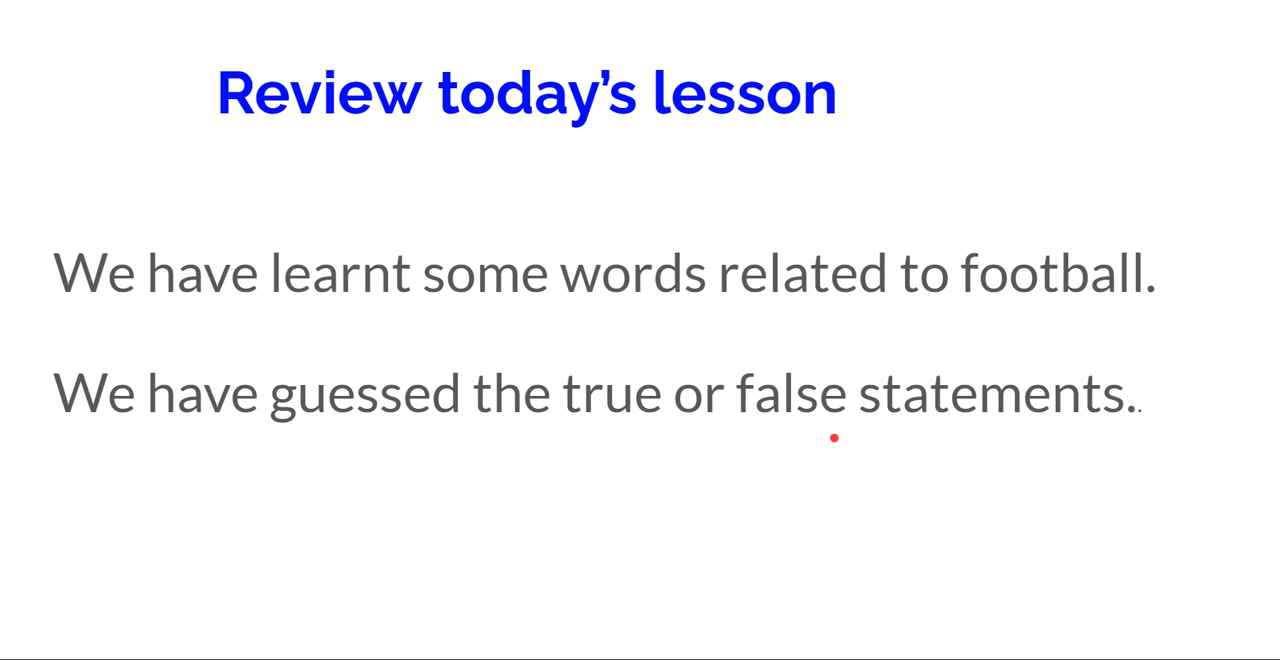 Review today’s lesson
We have learnt some words related to football.
We have guessed the true or false statements..